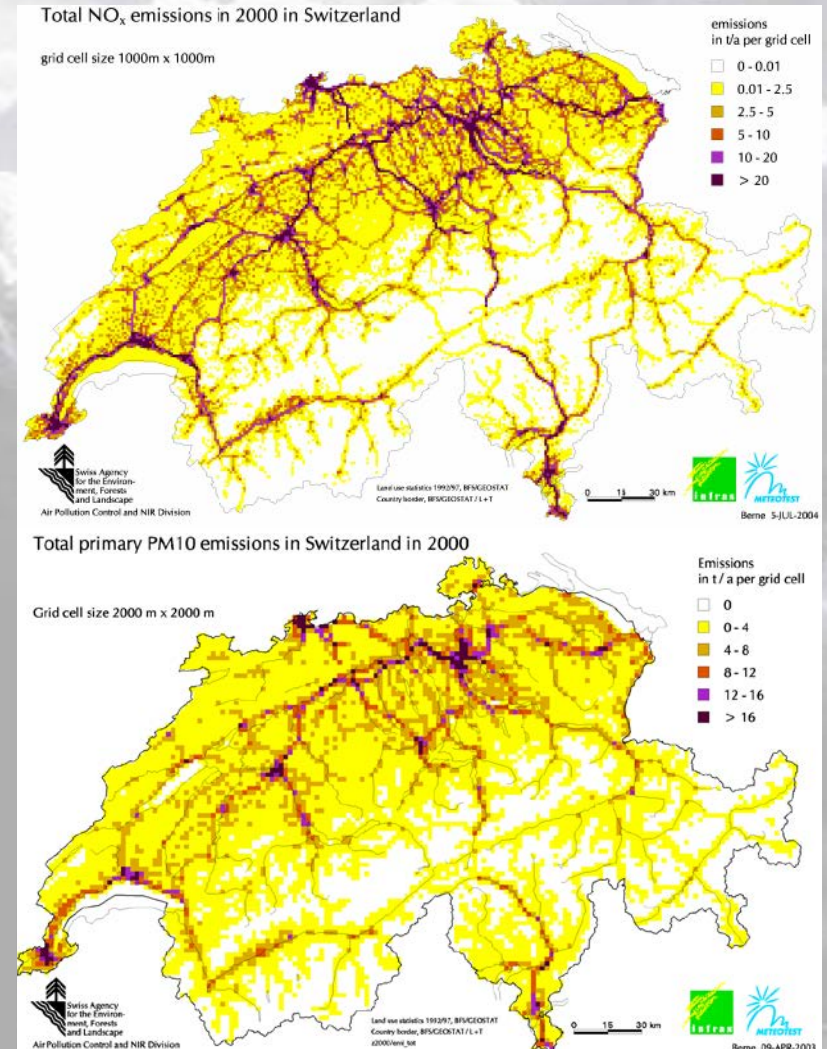 Total NOx emissions in 2000 in Switzerland
grid cell size 1000m x 1000m
emissions
in t/a per grid cell
0 - 0.01
0.01 - 2.5
2.5 - 5
5 - 10
10 - 20
> 20
Swiss Agency
for the Environ-
ment, Forests
and Landscape
Air Pollution Control and NIR Division
Land use statistics 1992/97, BFS/GEOSTAT
Country border, BFS/GEOSTAT / L+T
0 15 30 km
infras
METEOTEST
Berne 5-JUL-2004
Total primary PM10 emissions in Switzerland in 2000
Grid cell size 2000 m x 2000 m
Emissions
in t / a per grid cell
0
0 - 4
4 - 8
8 - 12
12 - 16
> 16
Swiss Agency
for the Environ-
ment, Forests
and Landscape
Air Pollution Control and NIR Division
Land use statistics 1992/97, BFS/GEOSTAT
Country border, BFS/GEOSTAT / L+T
0 15 30 km
infras
METEOTEST
Berne 09-APR-2003